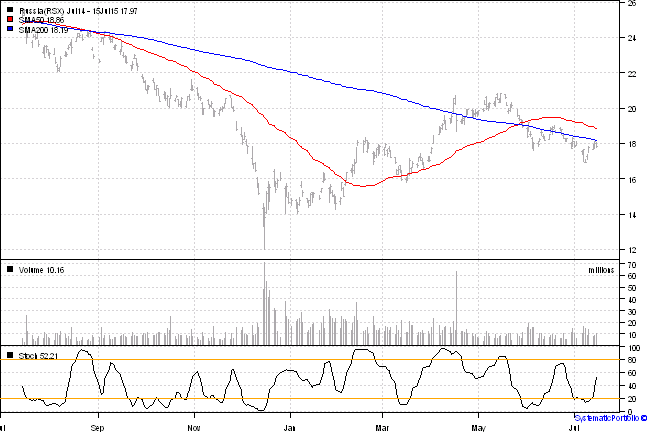 Russia(RSX) Jul14 - 15Jul15 17.97
SMA50 18.86
SMA200 18.19
26
24
22
20
18
16
14
12
Volume 10.16
millions
70
60
50
40
30
20
10
Stoch 52.21
100
80
60
40
20
0
Jul
Sep
Nov
Jan
Mar
May
Jul
SystematicPortfolio ©